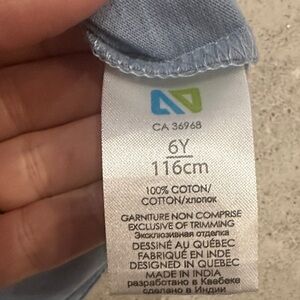 CA 36968
6Y
116cm
100% COTON/
COTTON/хлопок
GARNITURE NON COMPRISE
EXCLUSIVE OF TRIMMING
Эксклюзивная отделка
DESSINÉ AU QUÉBEC
FABRIQUÉ EN INDE
DESIGNED IN QUEBEC
MADE IN INDIA
разработано в Квебеке
сделано в Индии